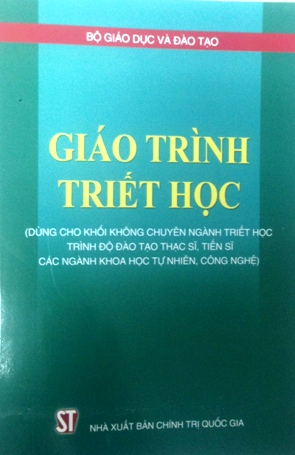 BỘ GIÁO DỤC VÀ ĐÀO TẠO
GIÁO TRÌNH
TRIẾT HỌC
(DÙNG CHO KHỐI KHÔNG CHUYÊN NGÀNH TRIẾT HỌC
TRÌNH ĐỘ ĐÀO TẠO THẠC SĨ, TIẾN SĨ
CÁC NGÀNH KHOA HỌC TỰ NHIÊN, CÔNG NGHỆ)
ST
NHÀ XUẤT BẢN CHÍNH TRỊ QUỐC GIA